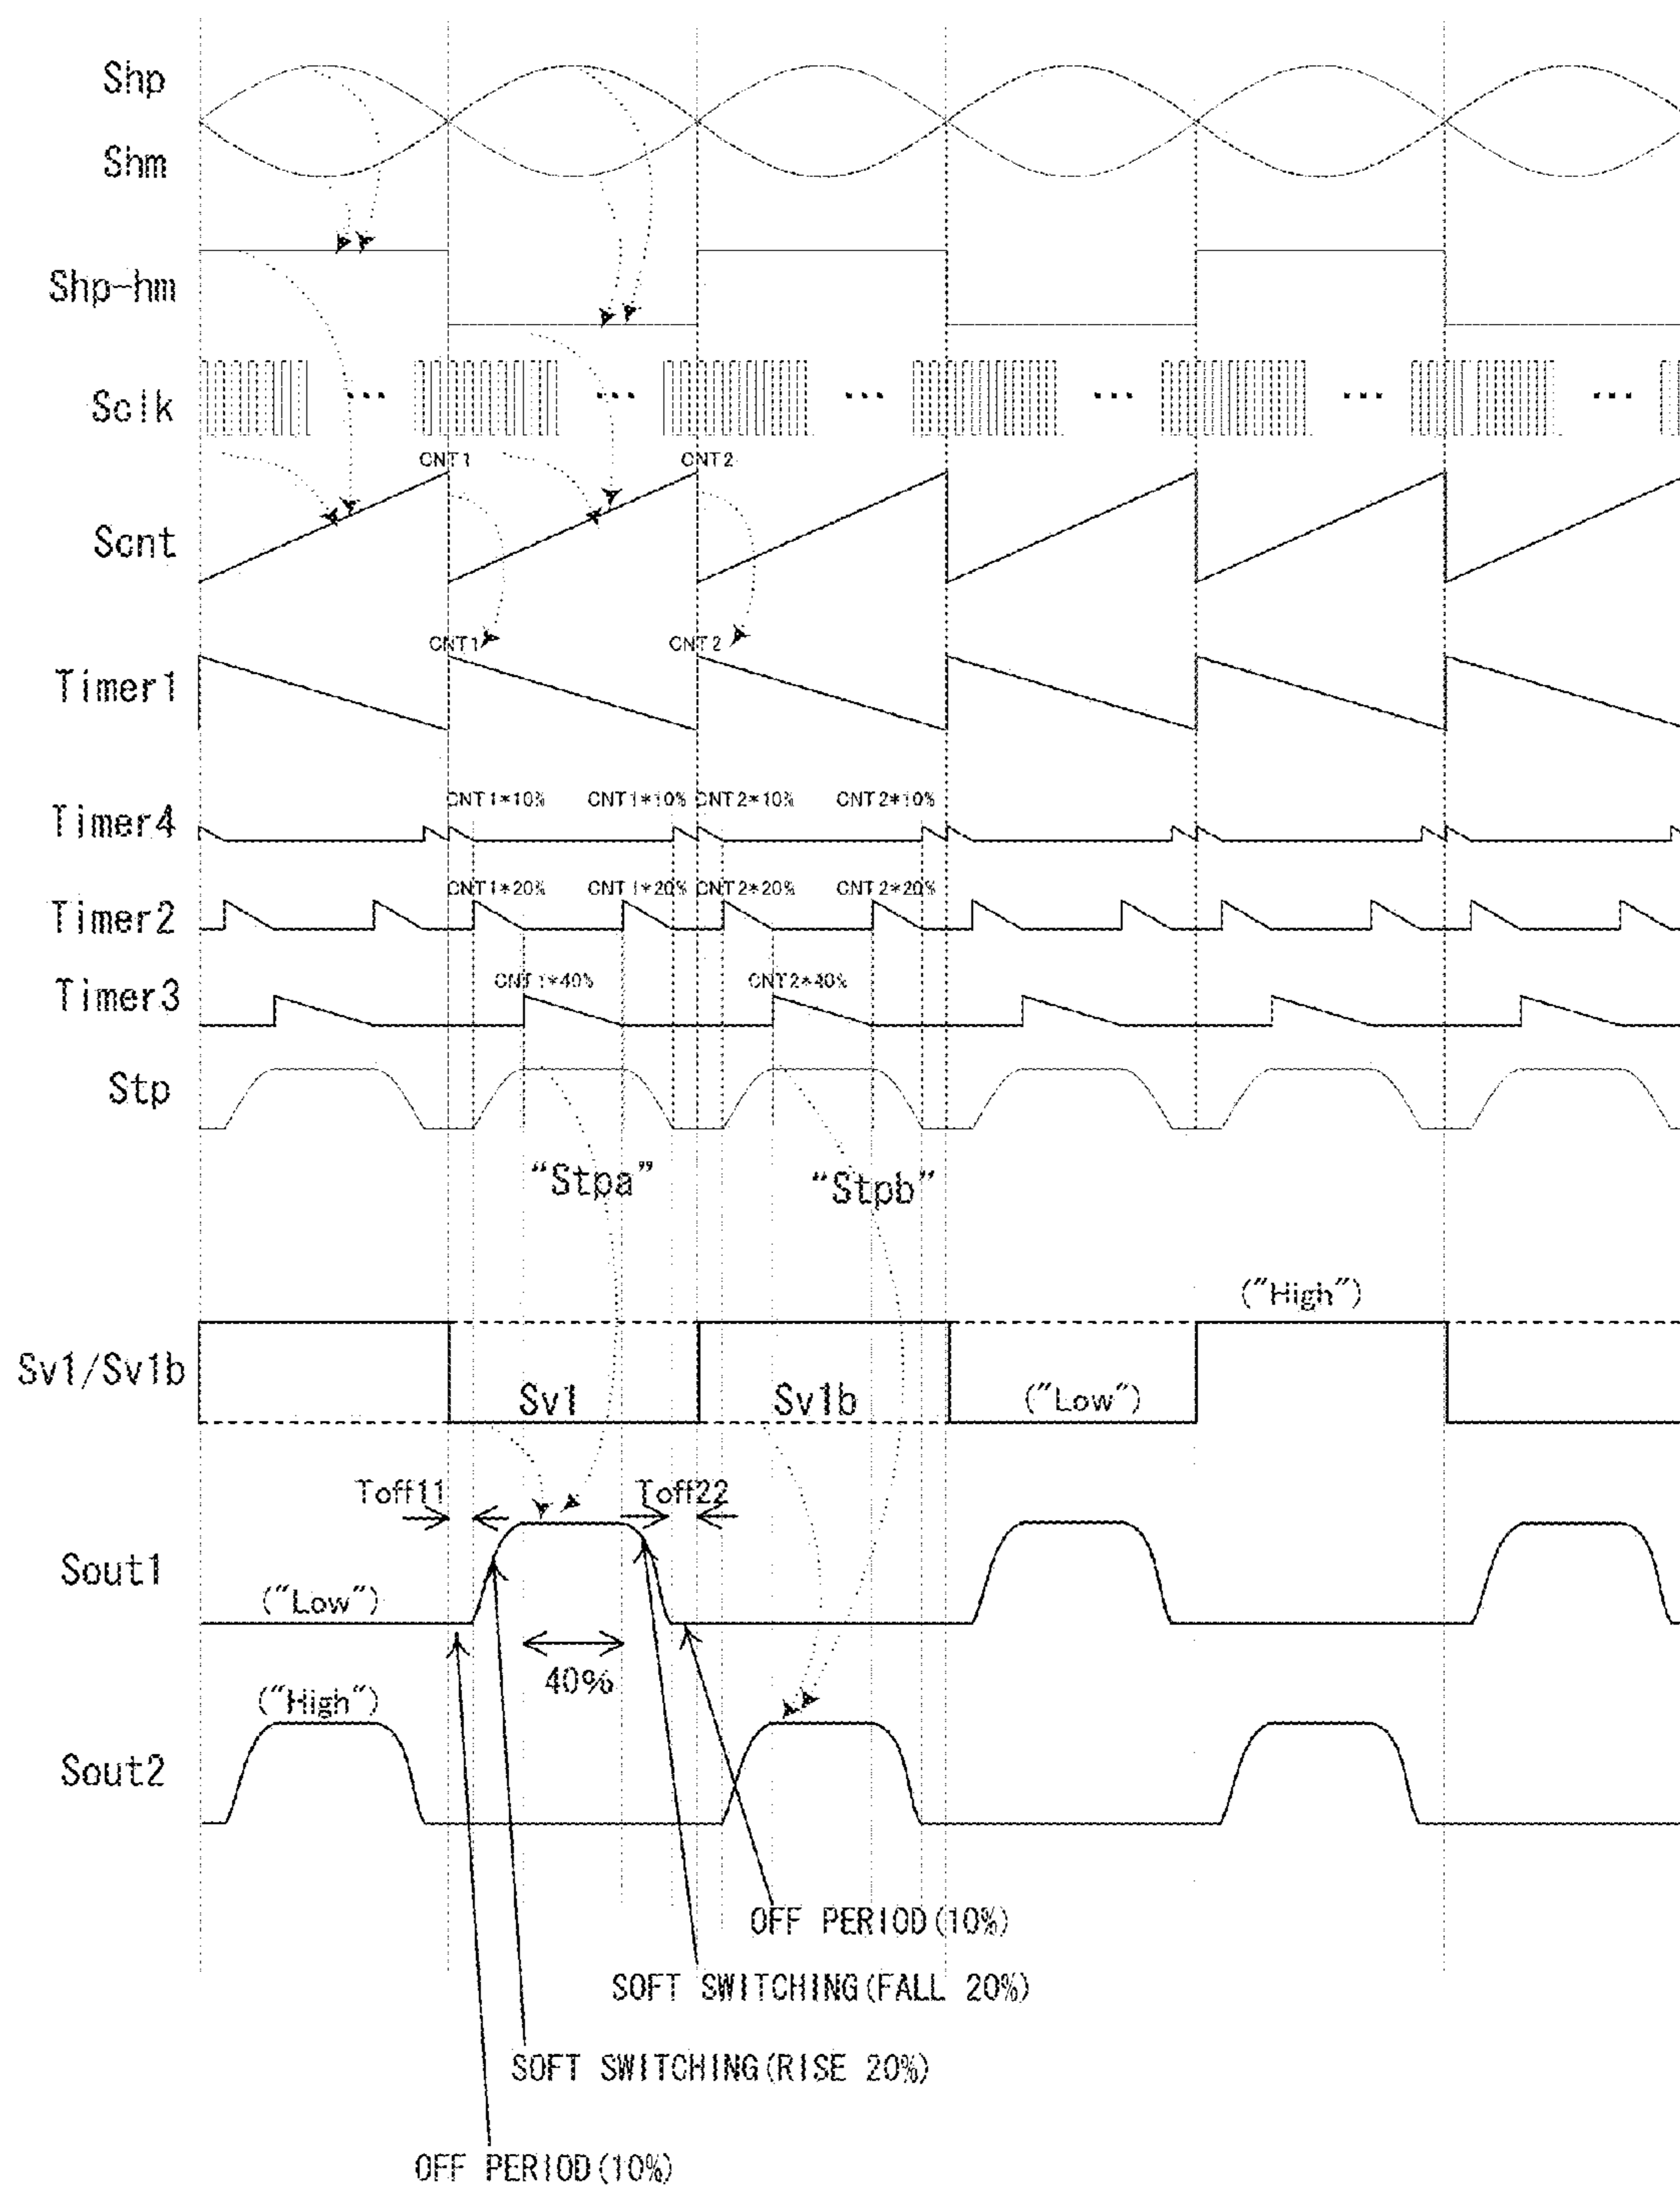 Shp
Shm
Shp-hm
Sclk
...
...
...
...
...
...
CNT1
CNT2
Scnt
CNT1
CNT2
Timer1
CNT1*10%
CNT1*10%
CNT2*10%
CNT2*10%
Timer4
CNT1*20%
CNT1*20%
CNT2*20%
CNT2*20%
Timer2
CNT1*40%
CNT2*40%
Timer3
Stp
"Stpa"
"Stpb"
("High")
Sv1/Sv1b
Sv1
Sv1b
("Low")
Toff11
Toff22
Sout1
("Low")
40%
("High")
Sout2
OFF PERIOD(10%)
SOFT SWITCHING(FALL 20%)
SOFT SWITCHING(RISE 20%)
OFF PERIOD(10%)